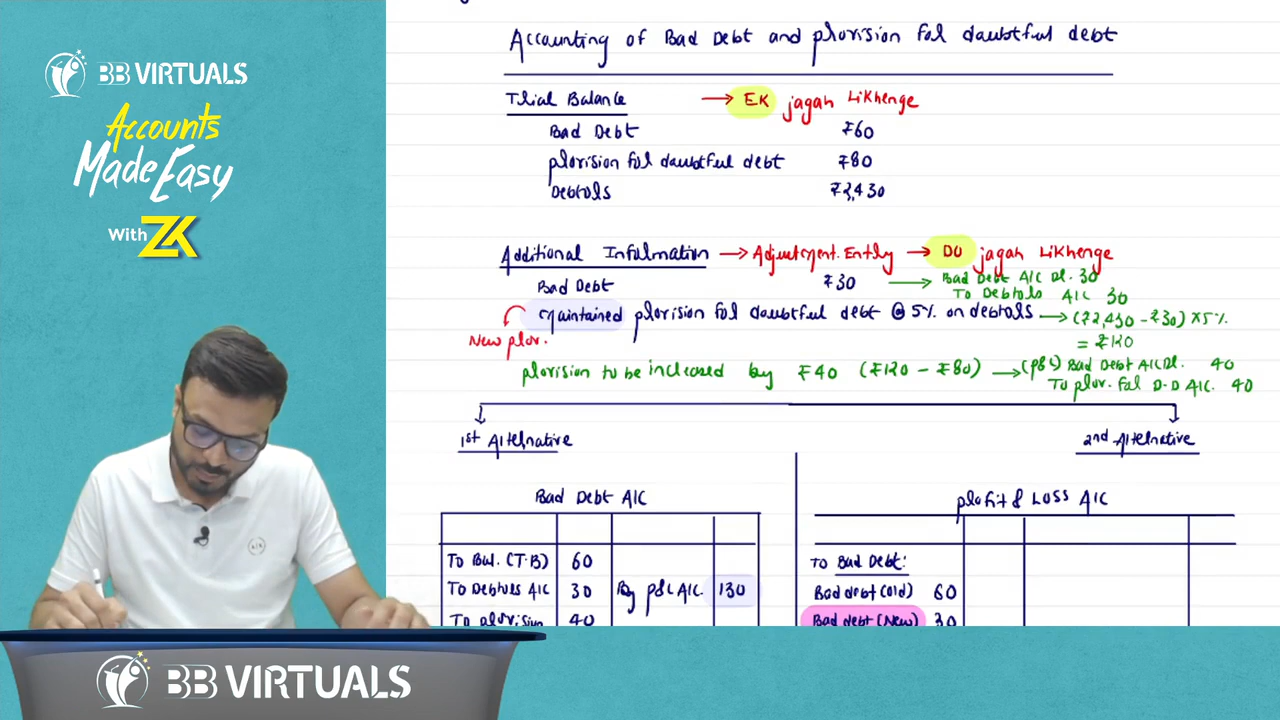 BB VIRTUALS
Accounts
Made Easy
With ZK
Accounting of Bad Debt and provision for doubtful debt
Trial Balance → EK jagah Likhenge
Bad Debt ₹60
provision for doubtful debt ₹80
Debtors ₹2,430
Additional Information → Adjustment Entry → DO jagah Likhenge
Bad Debt ₹30 → Bad Debt A/C Dr. 30
To Debtors A/C 30
Maintained provision for doubtful debt @ 5% on debtors → (₹2,430 - ₹30) x 5%
New prov. = ₹120
provision to be increased by ₹40 (₹120 - ₹80) → (P&L) Bad Debt A/C Dr. 40
To prov. for D.D A/C. 40
1st Alternative 2nd Alternative
Bad Debt A/C profit & Loss A/C
To Bal. (T.B) 60 To Bad Debt:
To Debtors A/C 30 By P&L A/C. 130 Bad debt (old) 60
To provision 40 Bad debt (New) 30
BB VIRTUALS